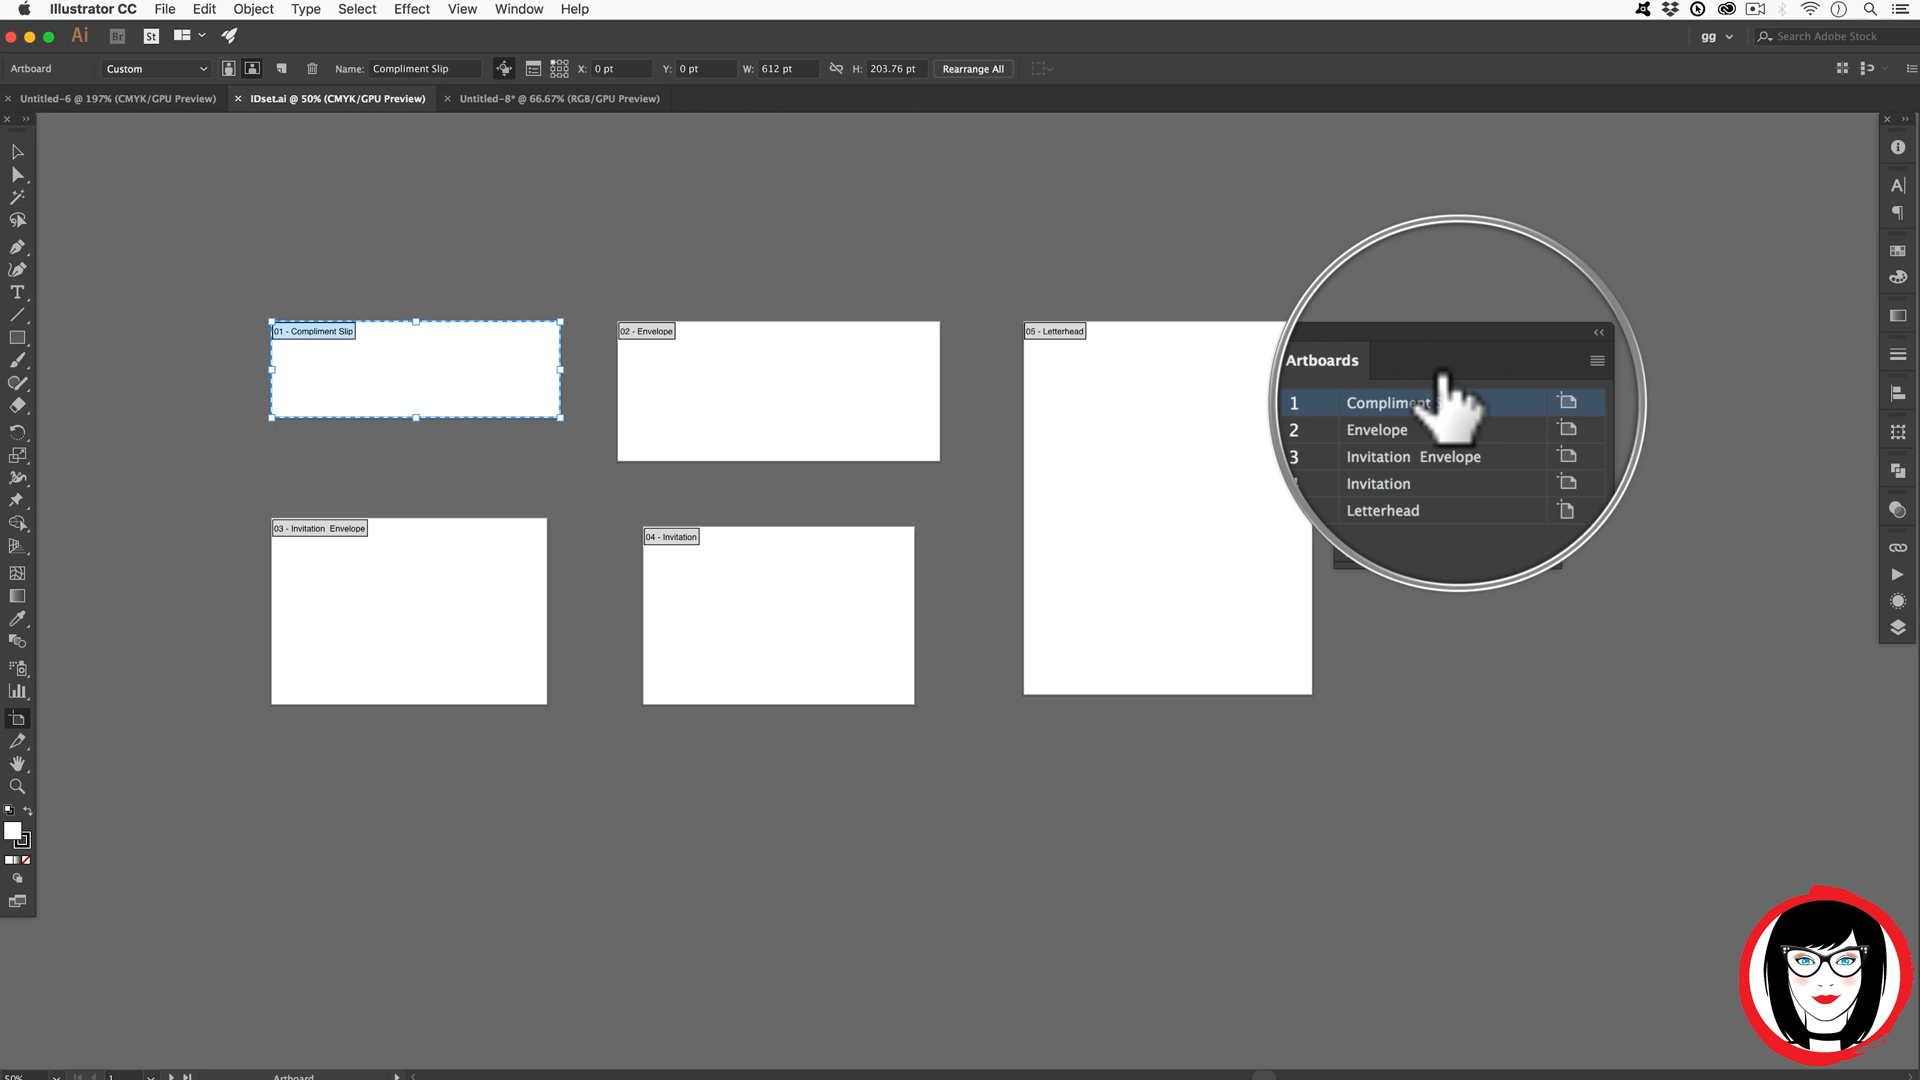 Illustrator CC File Edit Object Type Select Effect View Window Help
Ai Br St gg Search Adobe Stock
Artboard Custom Name: Compliment Slip X: 0 pt Y: 0 pt W: 612 pt H: 203.76 pt Rearrange All
Untitled-6 @ 197% (CMYK/GPU Preview) IDset.ai @ 50% (CMYK/GPU Preview) Untitled-8* @ 66.67% (RGB/GPU Preview)
01 - Compliment Slip
02 - Envelope
05 - Letterhead
Artboards
1 Compliment
2 Envelope
3 Invitation Envelope
Invitation
Letterhead
03 - Invitation Envelope
04 - Invitation
50% 1 Artboard